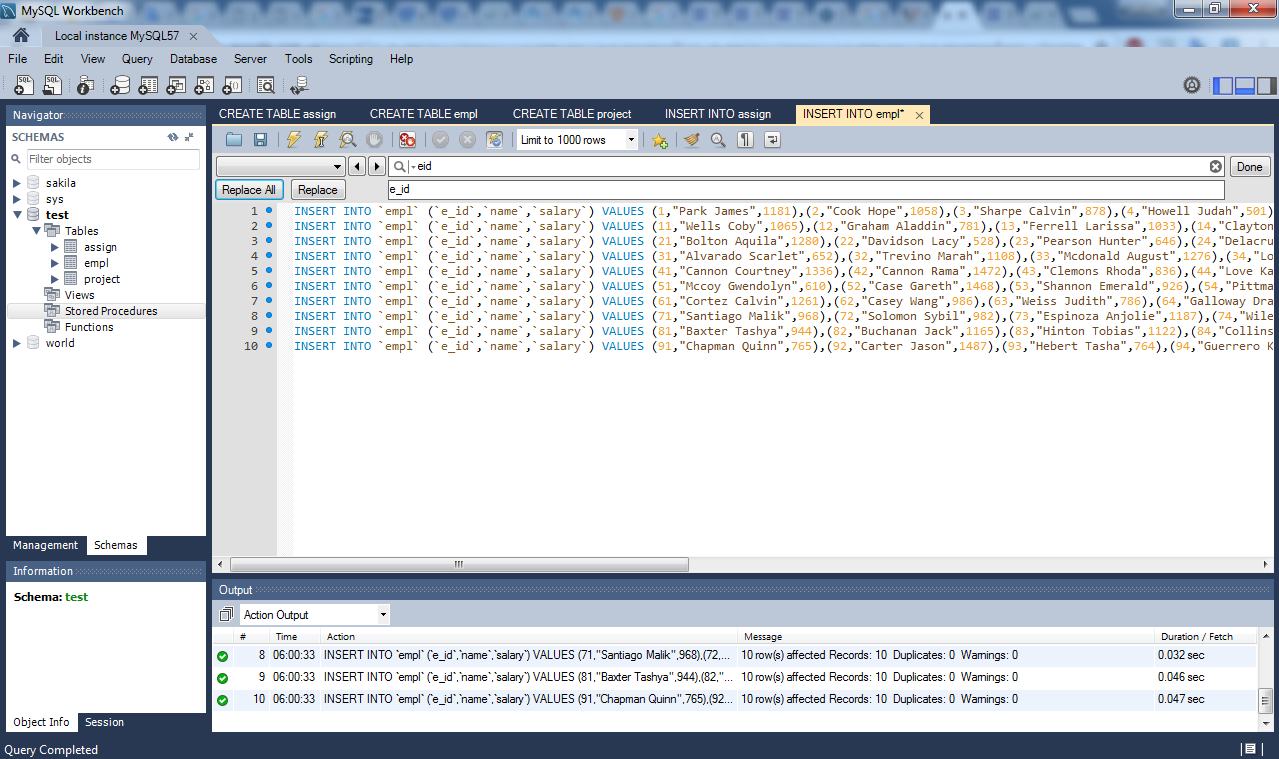 MySQL Workbench
Local instance MySQL57
File Edit View Query Database Server Tools Scripting Help
Navigator
SCHEMAS
Filter objects
sakila
sys
test
Tables
assign
empl
project
Views
Stored Procedures
Functions
world
Management Schemas
Information
Schema: test
Object Info Session
CREATE TABLE assign CREATE TABLE empl CREATE TABLE project INSERT INTO assign INSERT INTO empl*
Limit to 1000 rows
eid Done
Replace All Replace e_id
1 INSERT INTO `empl` (`e_id`,`name`,`salary`) VALUES (1,"Park James",1181),(2,"Cook Hope",1058),(3,"Sharpe Calvin",878),(4,"Howell Judah",501)
2 INSERT INTO `empl` (`e_id`,`name`,`salary`) VALUES (11,"Wells Coby",1065),(12,"Graham Aladdin",781),(13,"Ferrell Larissa",1033),(14,"Clayton
3 INSERT INTO `empl` (`e_id`,`name`,`salary`) VALUES (21,"Bolton Aquila",1280),(22,"Davidson Lacy",528),(23,"Pearson Hunter",646),(24,"Delacru
4 INSERT INTO `empl` (`e_id`,`name`,`salary`) VALUES (31,"Alvarado Scarlet",652),(32,"Trevino Marah",1108),(33,"Mcdonald August",1276),(34,"Lo
5 INSERT INTO `empl` (`e_id`,`name`,`salary`) VALUES (41,"Cannon Courtney",1336),(42,"Cannon Rama",1472),(43,"Clemons Rhoda",836),(44,"Love Ka
6 INSERT INTO `empl` (`e_id`,`name`,`salary`) VALUES (51,"Mccoy Gwendolyn",610),(52,"Case Gareth",1468),(53,"Shannon Emerald",926),(54,"Pittma
7 INSERT INTO `empl` (`e_id`,`name`,`salary`) VALUES (61,"Cortez Calvin",1261),(62,"Casey Wang",986),(63,"Weiss Judith",786),(64,"Galloway Dra
8 INSERT INTO `empl` (`e_id`,`name`,`salary`) VALUES (71,"Santiago Malik",968),(72,"Solomon Sybil",982),(73,"Espinoza Anjolie",1187),(74,"Wile
9 INSERT INTO `empl` (`e_id`,`name`,`salary`) VALUES (81,"Baxter Tashya",944),(82,"Buchanan Jack",1165),(83,"Hinton Tobias",1122),(84,"Collins
10 INSERT INTO `empl` (`e_id`,`name`,`salary`) VALUES (91,"Chapman Quinn",765),(92,"Carter Jason",1487),(93,"Hebert Tasha",764),(94,"Guerrero K
Output
Action Output
# Time Action Message Duration / Fetch
8 06:00:33 INSERT INTO `empl` (`e_id`,`name`,`salary`) VALUES (71,"Santiago Malik",968),(72,... 10 row(s) affected Records: 10 Duplicates: 0 Warnings: 0 0.032 sec
9 06:00:33 INSERT INTO `empl` (`e_id`,`name`,`salary`) VALUES (81,"Baxter Tashya",944),(82,"... 10 row(s) affected Records: 10 Duplicates: 0 Warnings: 0 0.046 sec
10 06:00:33 INSERT INTO `empl` (`e_id`,`name`,`salary`) VALUES (91,"Chapman Quinn",765),(92... 10 row(s) affected Records: 10 Duplicates: 0 Warnings: 0 0.047 sec
Query Completed